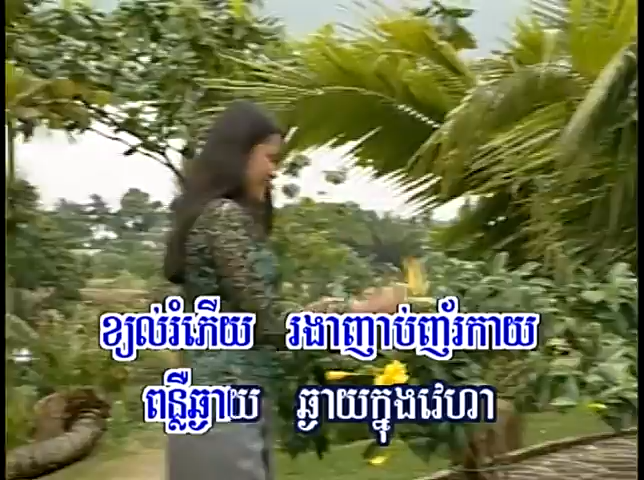 ខ្យល់រំភើយ រងាញាប់ញ័រកាយ
ពន្លឺឆ្ងាយ ឆ្ងាយក្នុងវេហា